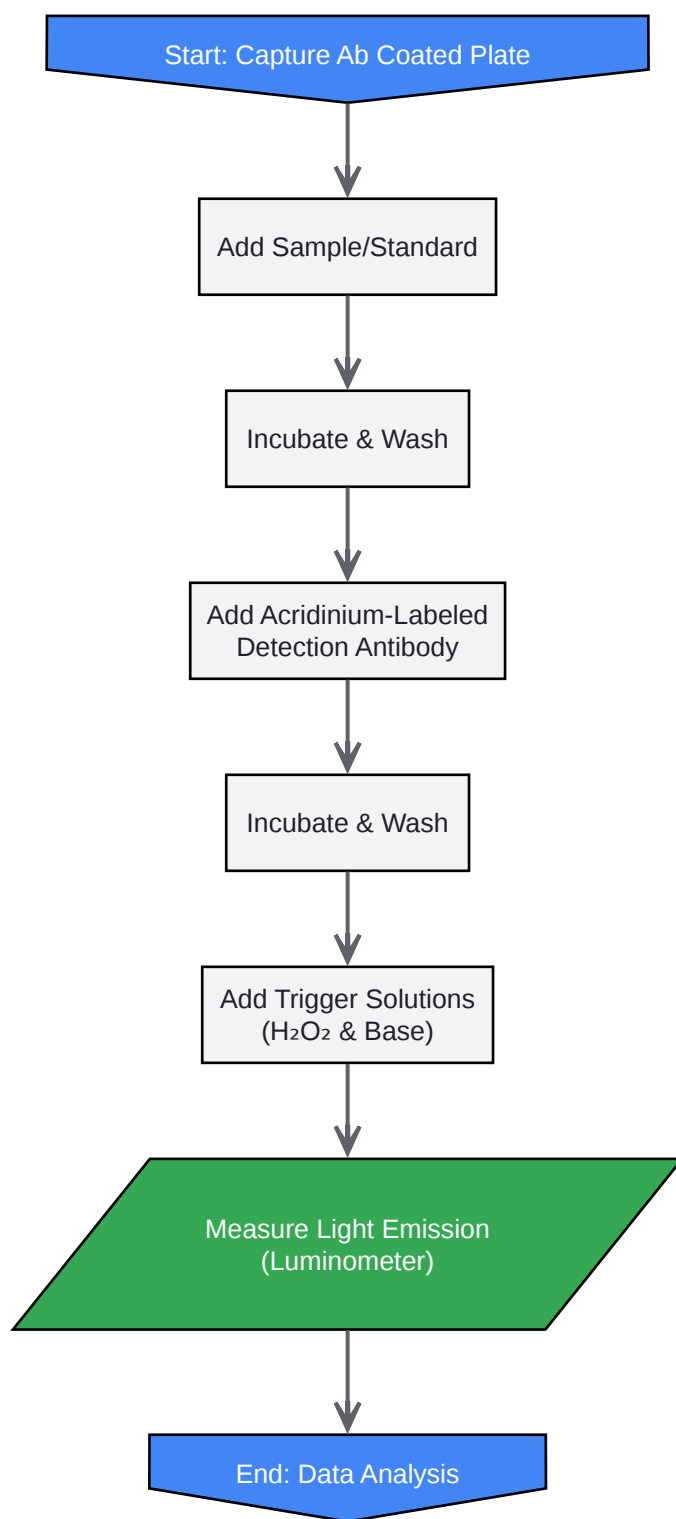 Start: Capture Ab Coated Plate
Add Sample/Standard
Incubate & Wash
Add Acridinium-Labeled
Detection Antibody
Incubate & Wash
Add Trigger Solutions
(H₂O₂ & Base)
Measure Light Emission
(Luminometer)
End: Data Analysis